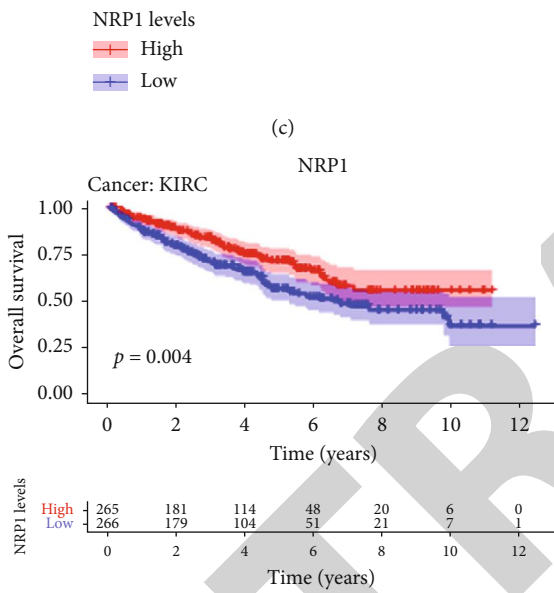 NRP1 levels
High
Low
(c)
NRP1
Cancer: KIRC
1.00
0.75
0.50
0.25
0.00
Overall survival
p = 0.004
0 2 4 6 8 10 12
Time (years)
NRP1 levels
High 265 181 114 48 20 6 0
Low 266 179 104 51 21 7 1
0 2 4 6 8 10 12
Time (years)